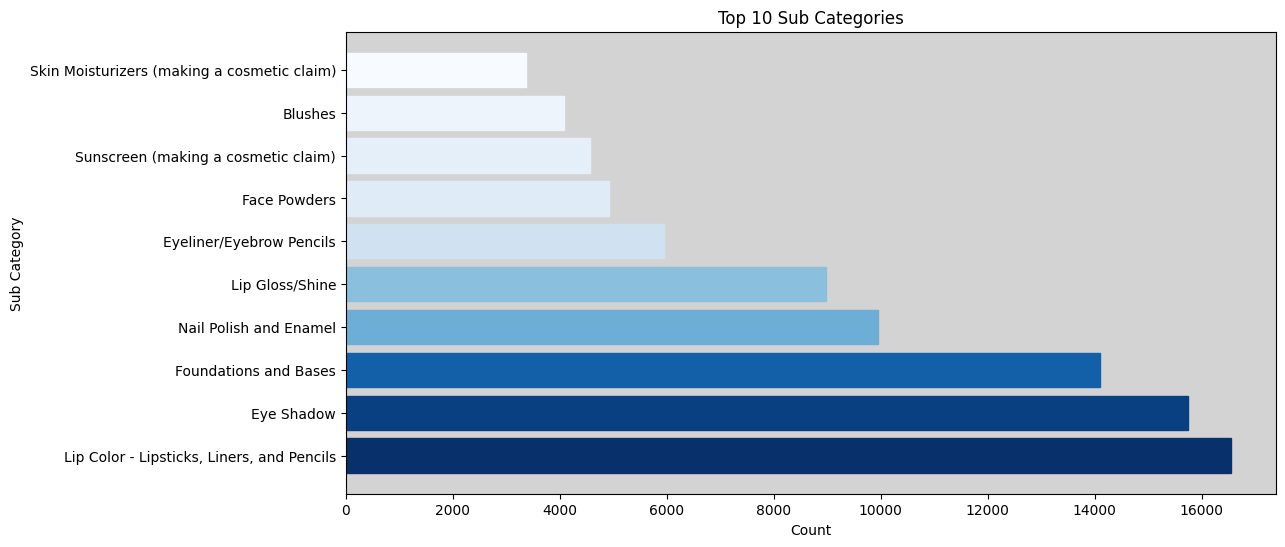 Top 10 Sub Categories
Sub Category
Skin Moisturizers (making a cosmetic claim)
Blushes
Sunscreen (making a cosmetic claim)
Face Powders
Eyeliner/Eyebrow Pencils
Lip Gloss/Shine
Nail Polish and Enamel
Foundations and Bases
Eye Shadow
Lip Color - Lipsticks, Liners, and Pencils
0 2000 4000 6000 8000 10000 12000 14000 16000
Count